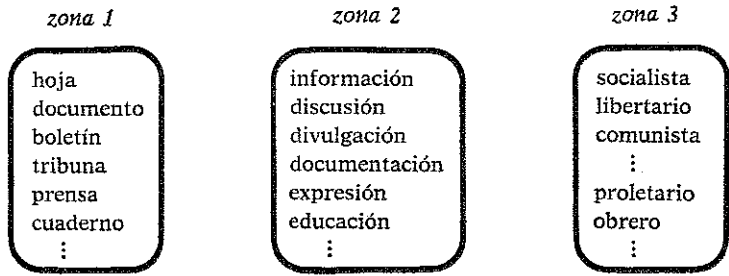 zona 1
hoja
documento
boletín
tribuna
prensa
cuaderno
⋮
zona 2
información
discusión
divulgación
documentación
expresión
educación
⋮
zona 3
socialista
libertario
comunista
⋮
proletario
obrero
⋮